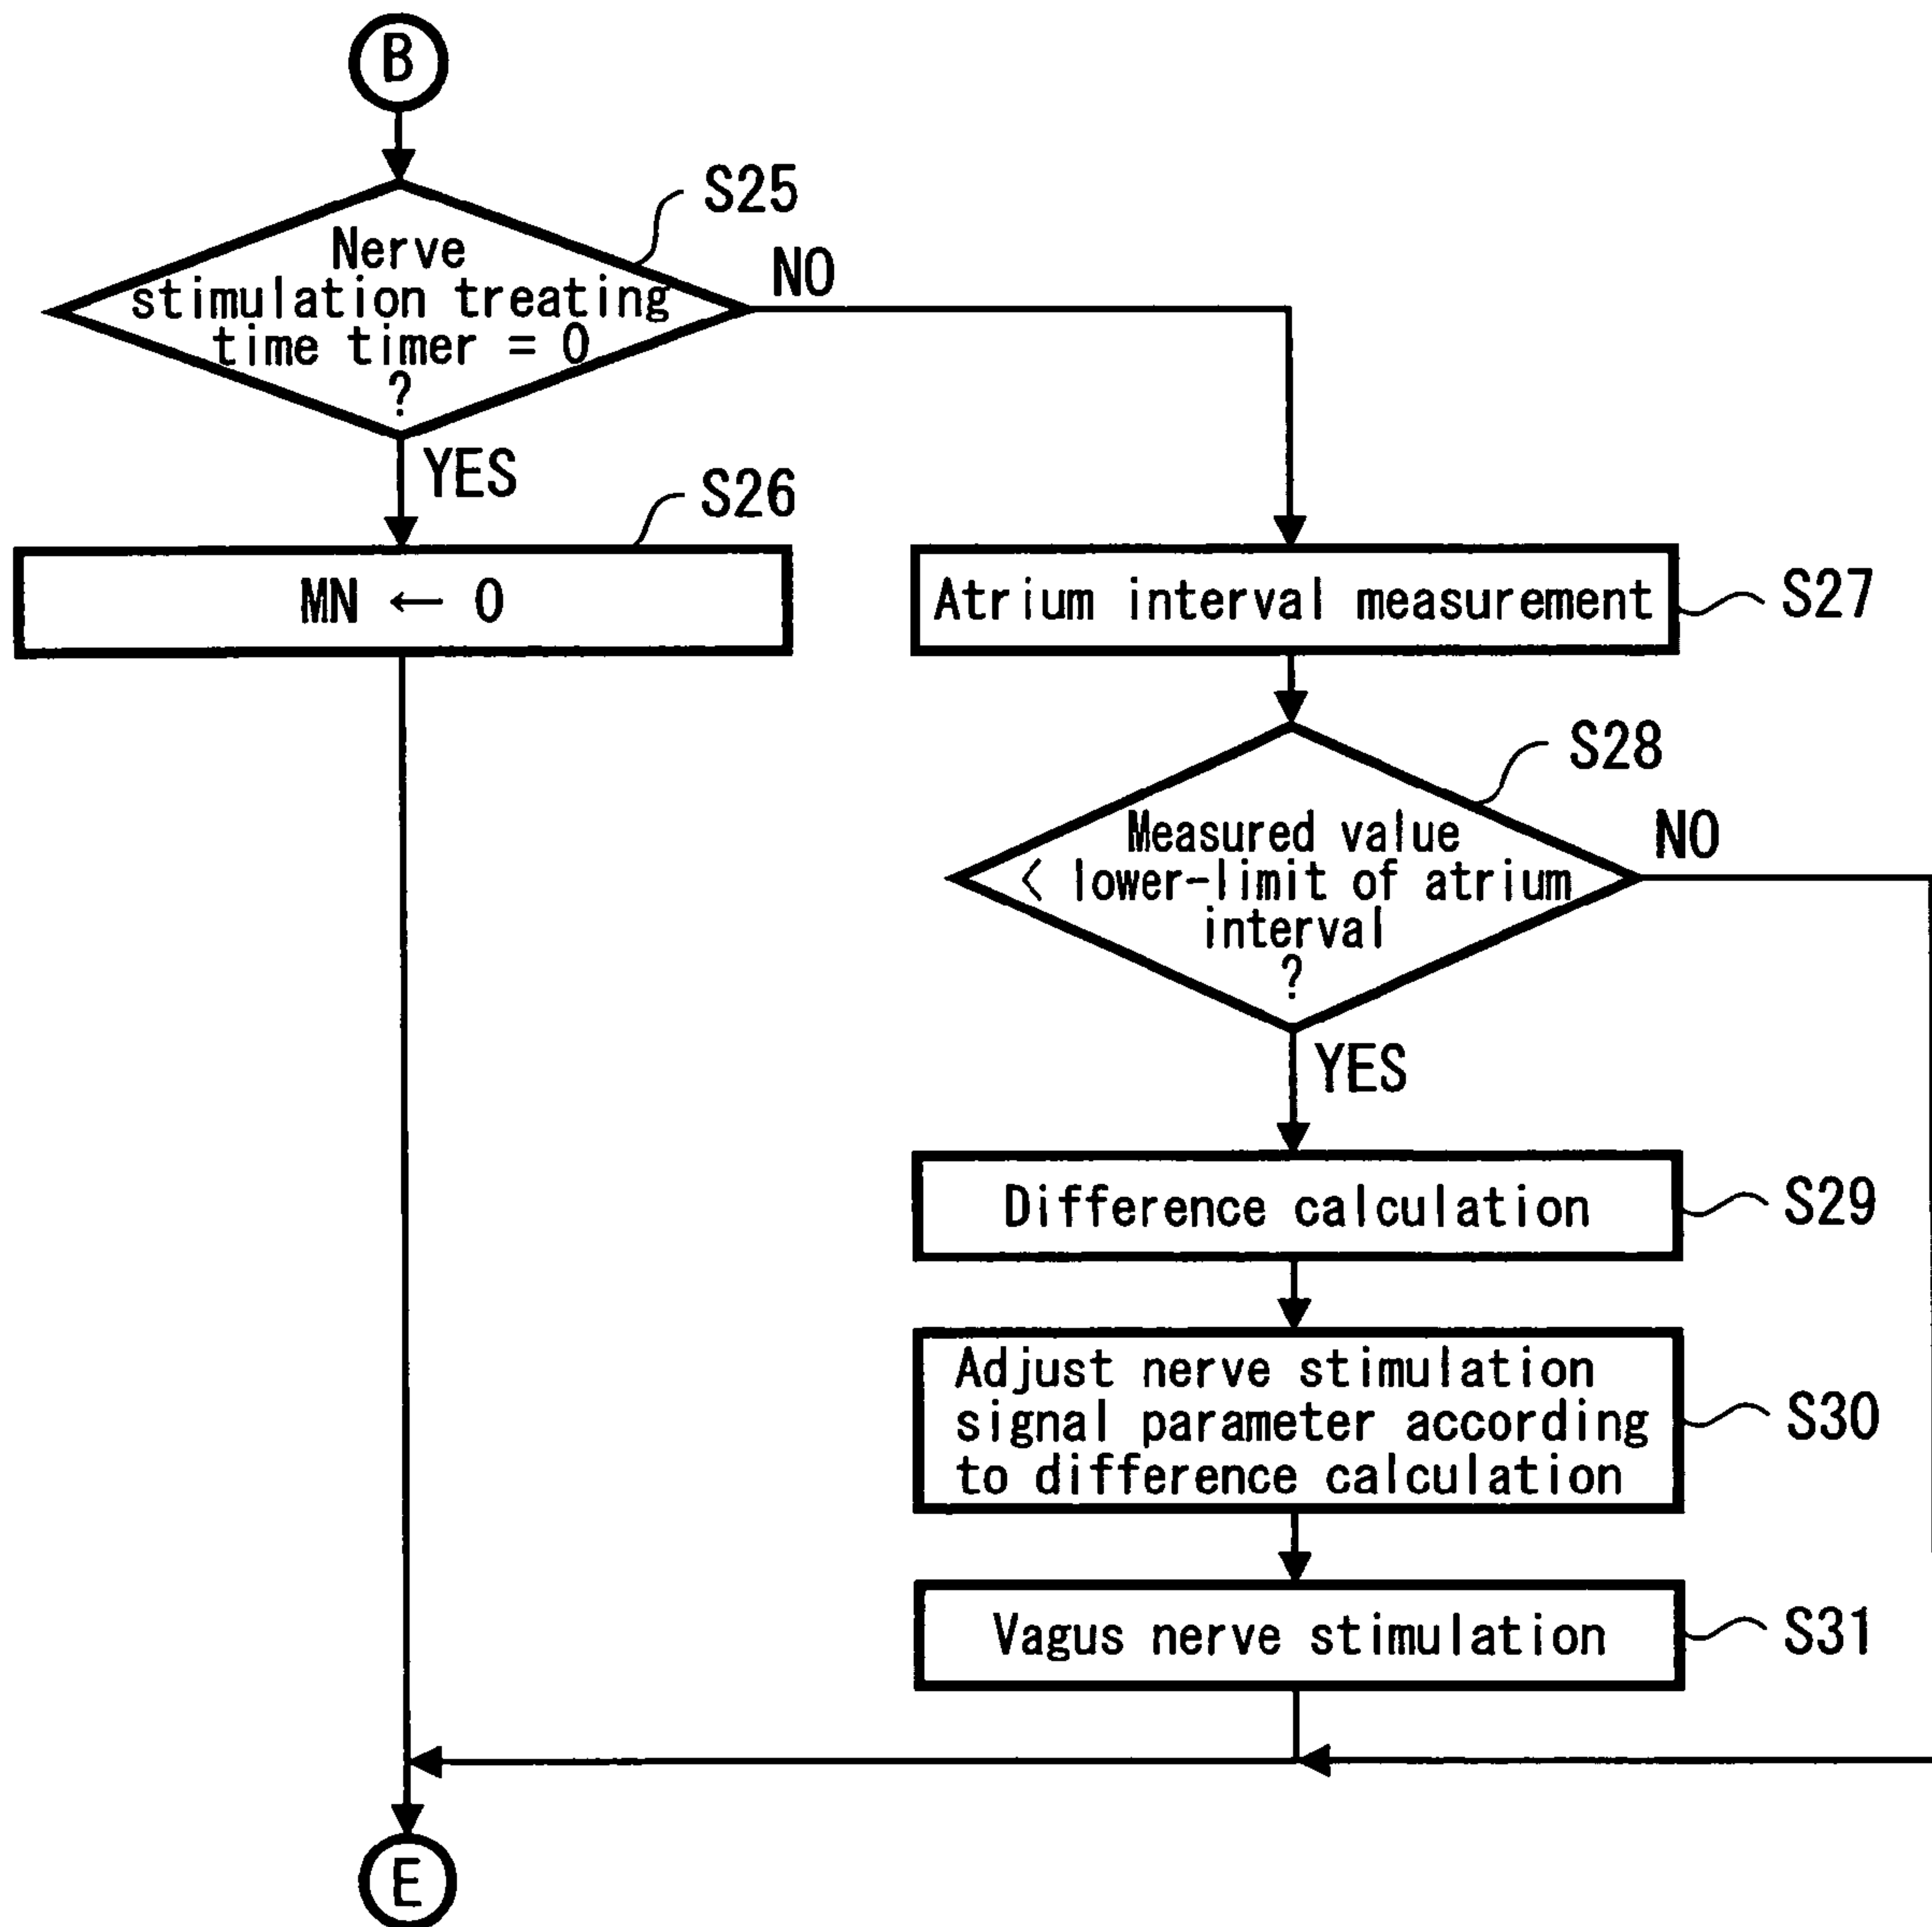 B
S25
Nerve
stimulation treating
time timer = 0
?
NO
YES
S26
MN ← 0
Atrium interval measurement
S27
S28
Measured value
< lower-limit of atrium
interval
?
NO
YES
Difference calculation
S29
Adjust nerve stimulation
signal parameter according
to difference calculation
S30
Vagus nerve stimulation
S31
E